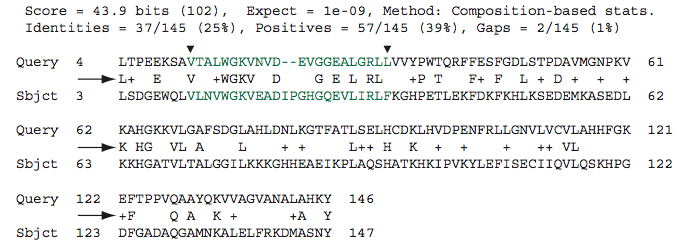 Score = 43.9 bits (102),  Expect = 1e-09, Method: Composition-based stats.
Identities = 37/145 (25%), Positives = 57/145 (39%), Gaps = 2/145 (1%)
Query  4    LTPEEKSAVTALWGKVNVD--EVGGEALGRLLVVYPWTQRFFESFGDLSTPDAVMGNPKV  61
            L+  E   V  +WGKV  D    G E L RL   +P T   F+ F  L + D +     +
Sbjct  3    LSDGEWQLVLNVWGKVEADIPGHGQEVLIRLFKGHPETLEKFDKFKHLKSEDEMKASEDL  62
Query  62   KAHGKKVLGAFSDGLAHLDNLKGTFATLSELHCDKLHVDPENFRLLGNVLVCVLAHHFGK  121
            K HG  VL A    L     +   +  L++ H  K  +  +    +   ++ VL
Sbjct  63   KKHGATVLTALGGILKKKGHHEAEIKPLAQSHATKHKIPVKYLEFISECIIQVLQSKHPG  122
Query  122  EFTPPVQAAYQKVVAGVANALAHKY  146
            +F    Q A  K +      +A  Y
Sbjct  123  DFGADAQGAMNKALELFRKDMASNY  147